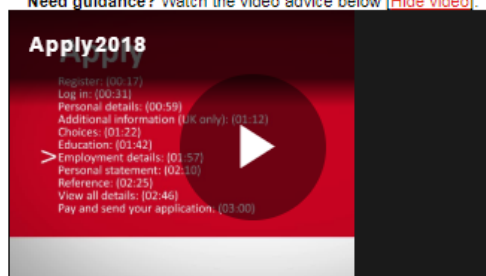 Need guidance? Watch the video advice below [Hide video].
Apply2018
Apply
Register: (00:17)
Log in: (00:31)
Personal details: (00:59)
Additional information (UK only): (01:12)
Choices: (01:22)
Education: (01:42)
>Employment details: (01:57)
Personal statement: (02:10)
Reference: (02:25)
View all details: (02:46)
Pay and send your application: (03:00)